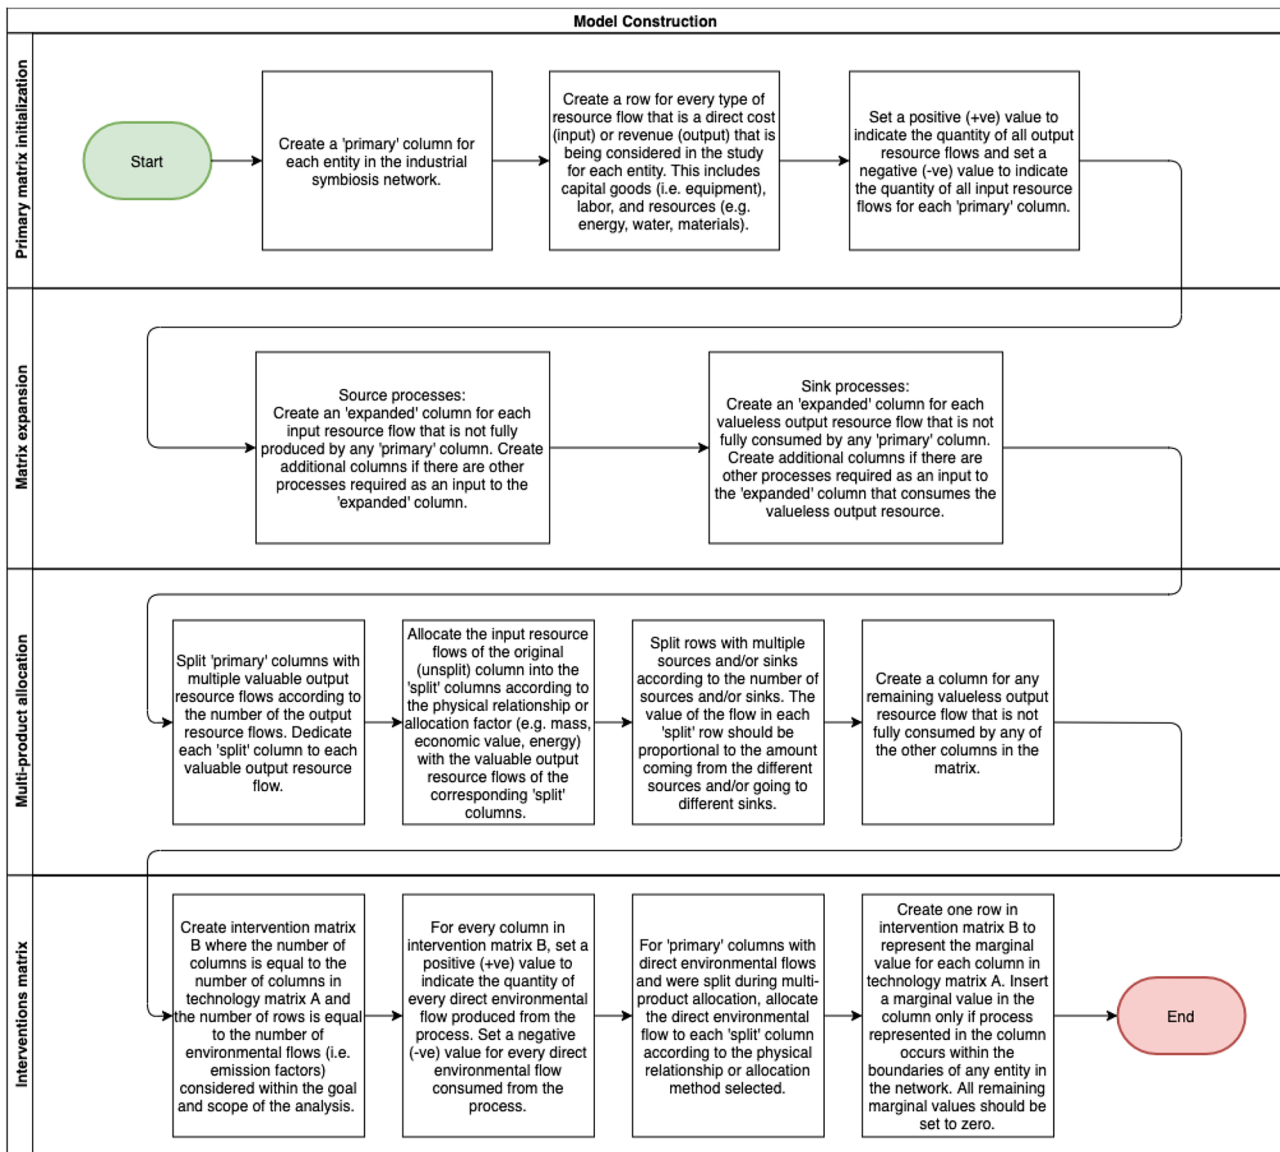 Model Construction
Primary matrix initialization
Start
Create a 'primary' column for
each entity in the industrial
symbiosis network.
Create a row for every type of
resource flow that is a direct cost
(input) or revenue (output) that is
being considered in the study
for each entity. This includes
capital goods (i.e. equipment),
labor, and resources (e.g.
energy, water, materials).
Set a positive (+ve) value to
indicate the quantity of all output
resource flows and set a
negative (-ve) value to indicate
the quantity of all input resource
flows for each 'primary' column.
Matrix expansion
Source processes:
Create an 'expanded' column for each
input resource flow that is not fully
produced by any 'primary' column. Create
additional columns if there are other
processes required as an input to the
'expanded' column.
Sink processes:
Create an 'expanded' column for each
valueless output resource flow that is not
fully consumed by any 'primary' column.
Create additional columns if there are
other processes required as an input to
the 'expanded' column that consumes the
valueless output resource.
Multi-product allocation
Split 'primary' columns with
multiple valuable output
resource flows according to
the number of the output
resource flows. Dedicate
each 'split' column to each
valuable output resource
flow.
Allocate the input resource
flows of the original
(unsplit) column into the
'split' columns according to
the physical relationship or
allocation factor (e.g. mass,
economic value, energy)
with the valuable output
resource flows of the
corresponding 'split'
columns.
Split rows with multiple
sources and/or sinks
according to the number of
sources and/or sinks. The
value of the flow in each
'split' row should be
proportional to the amount
coming from the different
sources and/or going to
different sinks.
Create a column for any
remaining valueless output
resource flow that is not
fully consumed by any of
the other columns in the
matrix.
Interventions matrix
Create intervention matrix
B where the number of
columns is equal to the
number of columns in
technology matrix A and
the number of rows is equal
to the number of
environmental flows (i.e.
emission factors)
considered within the goal
and scope of the analysis.
For every column in
intervention matrix B, set a
positive (+ve) value to
indicate the quantity of
every direct environmental
flow produced from the
process. Set a negative
(-ve) value for every direct
environmental flow
consumed from the
process.
For 'primary' columns with
direct environmental flows
and were split during multi-
product allocation, allocate
the direct environmental
flow to each 'split' column
according to the physical
relationship or allocation
method selected.
Create one row in
intervention matrix B to
represent the marginal
value for each column in
technology matrix A. Insert
a marginal value in the
column only if process
represented in the column
occurs within the
boundaries of any entity in
the network. All remaining
marginal values should be
set to zero.
End